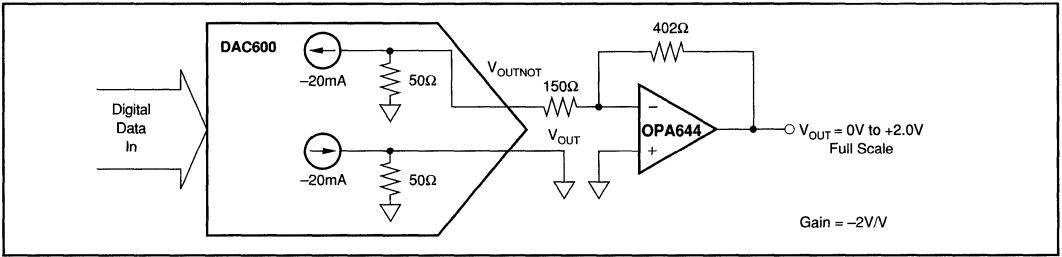 DAC600
–20mA
50Ω
V_OUTNOT
150Ω
402Ω
Digital
Data
In
V_OUT
–20mA
50Ω
–
OPA644
+
V_OUT = 0V to +2.0V
Full Scale
Gain = –2V/V